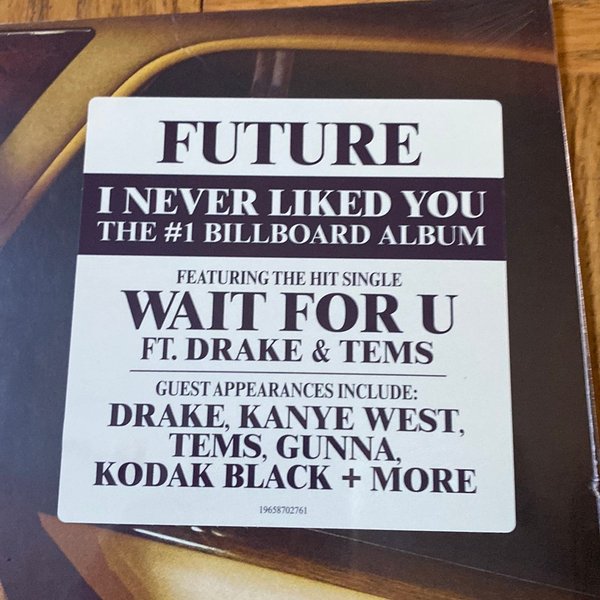 FUTURE
I NEVER LIKED YOU
THE #1 BILLBOARD ALBUM
FEATURING THE HIT SINGLE
WAIT FOR U
FT. DRAKE & TEMS
GUEST APPEARANCES INCLUDE:
DRAKE, KANYE WEST,
TEMS, GUNNA,
KODAK BLACK + MORE
19658702761